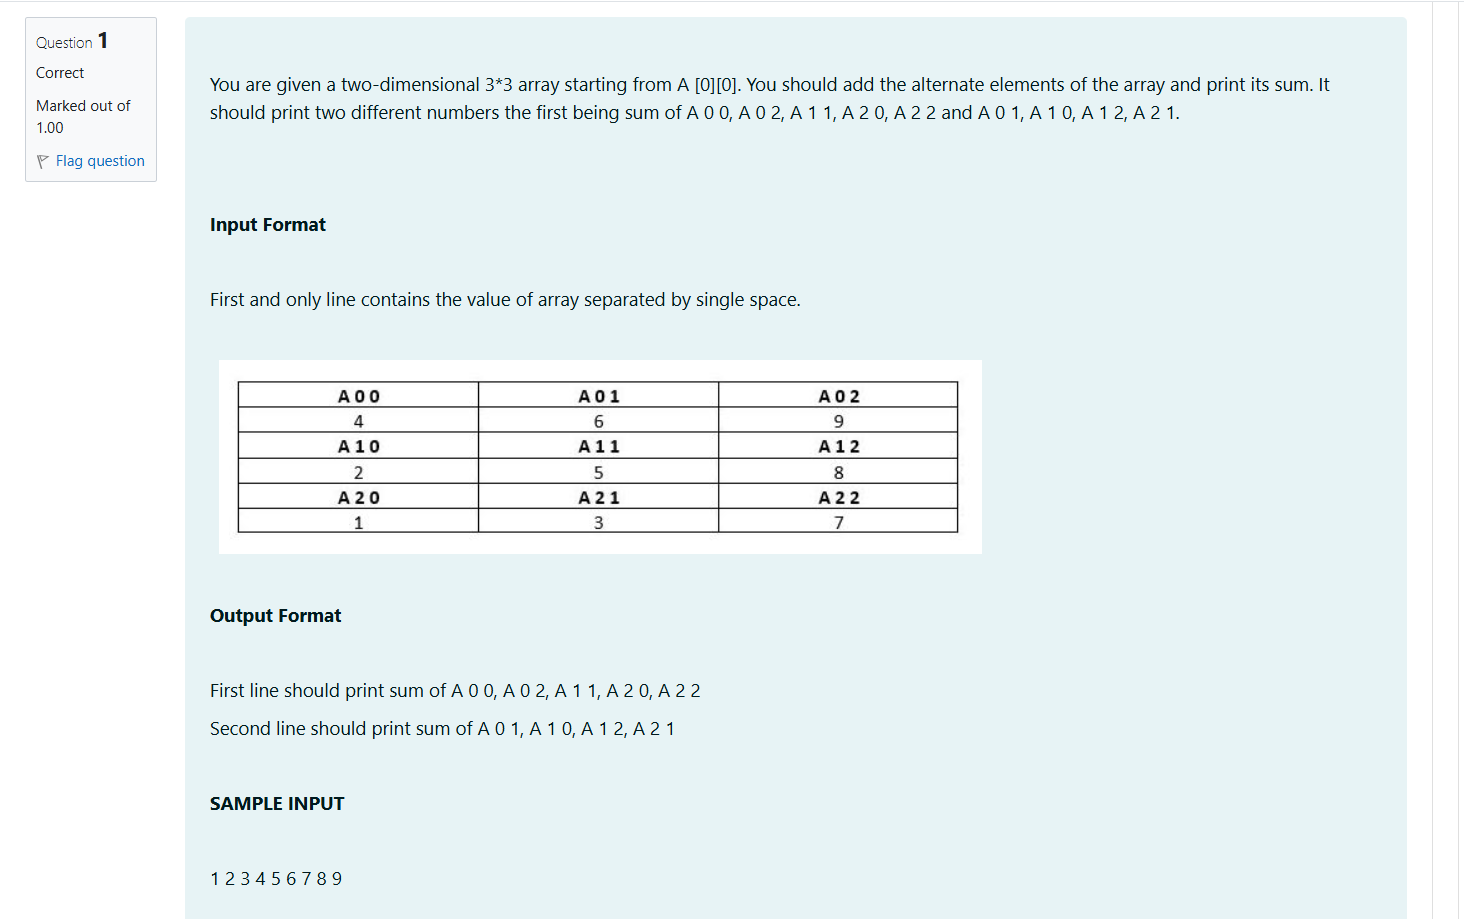 Question 1
Correct
Marked out of
1.00
Flag question
You are given a two-dimensional 3*3 array starting from A [0][0]. You should add the alternate elements of the array and print its sum. It
should print two different numbers the first being sum of A 0 0, A 0 2, A 1 1, A 2 0, A 2 2 and A 0 1, A 1 0, A 1 2, A 2 1.
Input Format
First and only line contains the value of array separated by single space.
A 0 0 A 0 1 A 0 2
4 6 9
A 1 0 A 1 1 A 1 2
2 5 8
A 2 0 A 2 1 A 2 2
1 3 7
Output Format
First line should print sum of A 0 0, A 0 2, A 1 1, A 2 0, A 2 2
Second line should print sum of A 0 1, A 1 0, A 1 2, A 2 1
SAMPLE INPUT
1 2 3 4 5 6 7 8 9